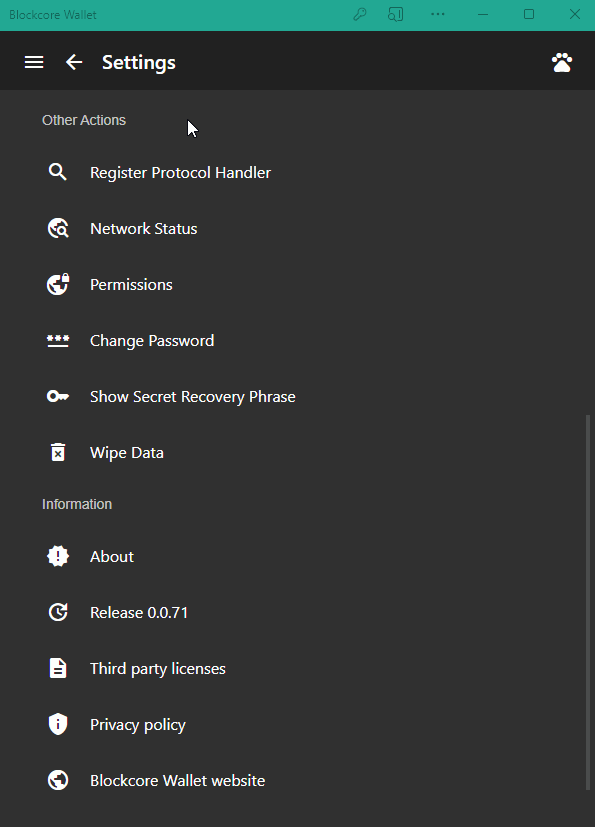 Blockcore Wallet
Settings
Other Actions
Register Protocol Handler
Network Status
Permissions
Change Password
Show Secret Recovery Phrase
Wipe Data
Information
About
Release 0.0.71
Third party licenses
Privacy policy
Blockcore Wallet website